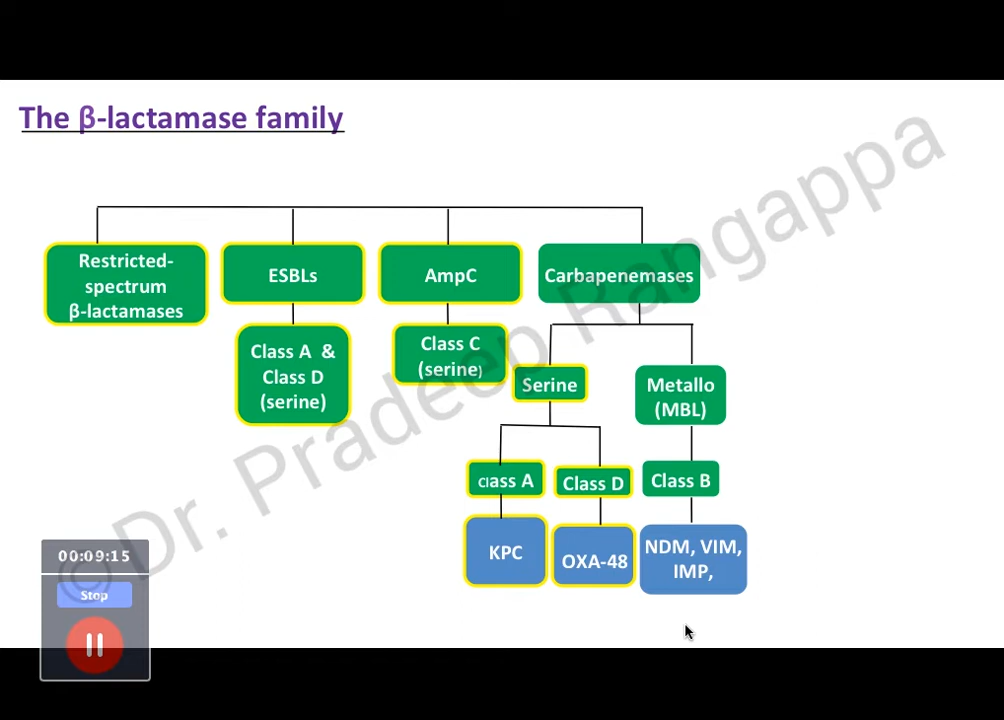 The β-lactamase family
Restricted-
spectrum
β-lactamases
ESBLs
AmpC
Carbapenemases
Class A &
Class D
(serine)
Class C
(serine)
Serine
Metallo
(MBL)
Class A
Class D
Class B
KPC
OXA-48
NDM, VIM,
IMP,
© Dr. Pradeep Rangappa
00:09:15
Stop